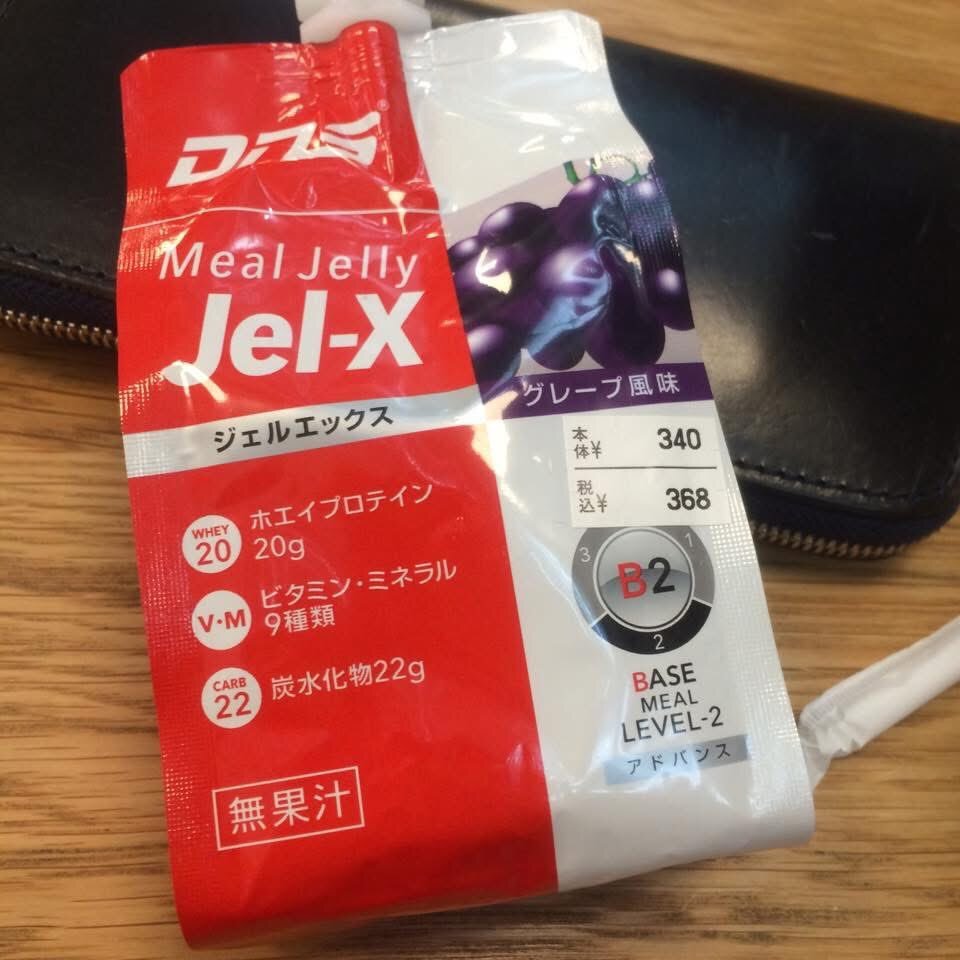 DNS®
Meal Jelly
Jel-X
ジェルエックス
グレープ風味
本体¥ 340
税込¥ 368
WHEY
20
ホエイプロテイン
20g
V・M
ビタミン・ミネラル
9種類
CARB
22
炭水化物22g
無果汁
3 1
B2
2
BASE
MEAL
LEVEL-2
アドバンス